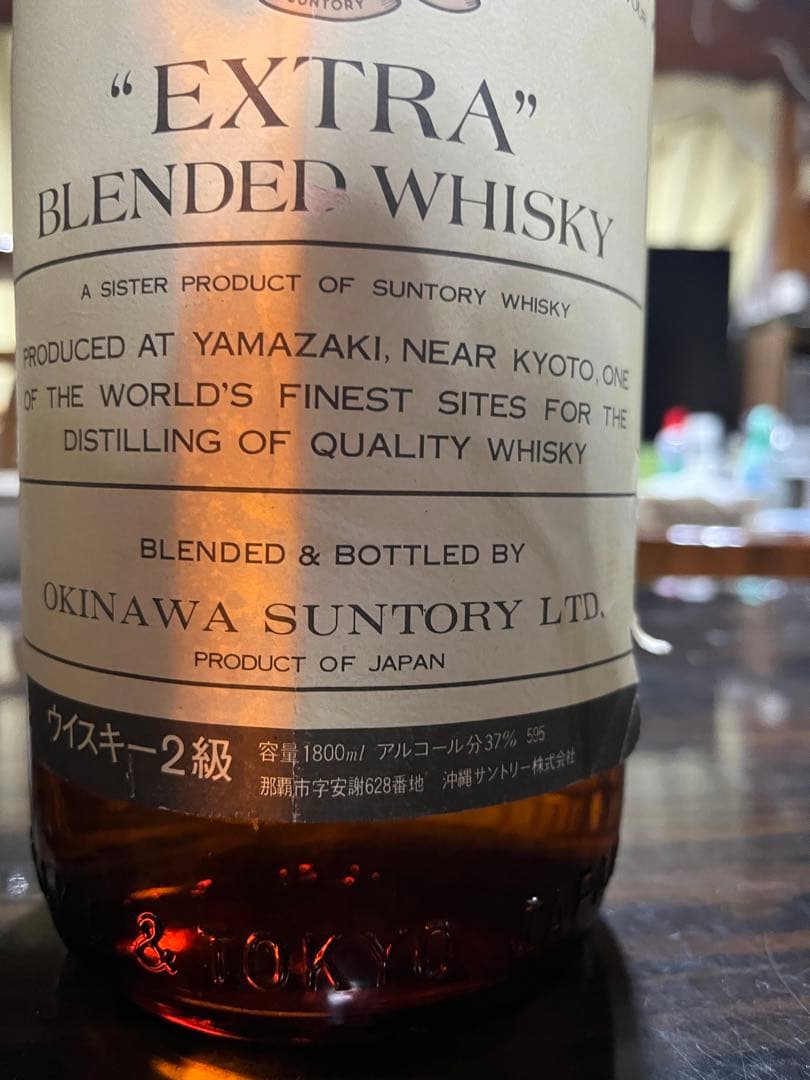 SUNTORY
"EXTRA"
BLENDED WHISKY
A SISTER PRODUCT OF SUNTORY WHISKY
PRODUCED AT YAMAZAKI, NEAR KYOTO, ONE
OF THE WORLD'S FINEST SITES FOR THE
DISTILLING OF QUALITY WHISKY
BLENDED & BOTTLED BY
OKINAWA SUNTORY LTD.
PRODUCT OF JAPAN
ウイスキー2級
容量1800ml アルコール分37% 595
那覇市字安謝628番地 沖縄サントリー株式会社
& TOKYO JAPAN